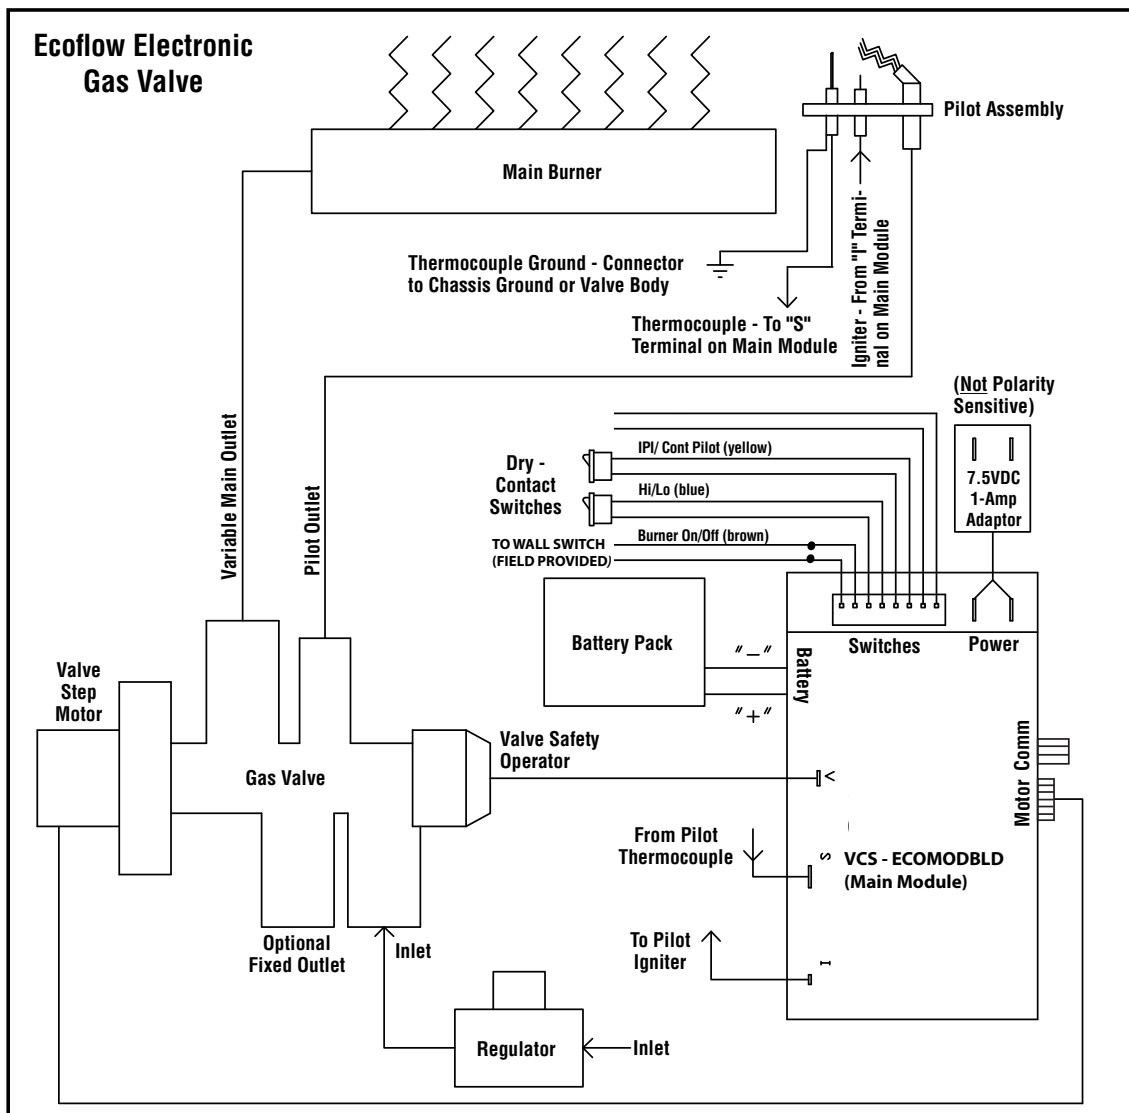 Ecoflow Electronic
Gas Valve
Pilot Assembly
Main Burner
Thermocouple Ground - Connector
to Chassis Ground or Valve Body
Thermocouple - To "S"
Terminal on Main Module
Igniter - From "I" Termi-
nal on Main Module
(Not Polarity
Sensitive)
7.5VDC
1-Amp
Adaptor
Variable Main Outlet
Pilot Outlet
Dry -
Contact
Switches
IPI/ Cont Pilot (yellow)
Hi/Lo (blue)
Burner On/Off (brown)
TO WALL SWITCH
(FIELD PROVIDED)
Battery Pack
"−"
"+"
Battery
Switches
Power
Valve
Step
Motor
Gas Valve
Valve Safety
Operator
V
Motor Comm
From Pilot
Thermocouple
S
VCS - ECOMODBLD
(Main Module)
To Pilot
Igniter
I
Optional
Fixed Outlet
Inlet
Regulator
Inlet